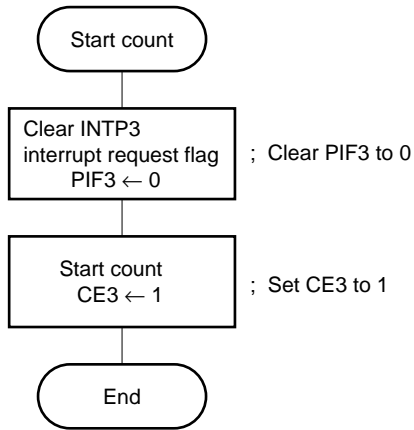 Start count
Clear INTP3
interrupt request flag
PIF3 ← 0
; Clear PIF3 to 0
Start count
CE3 ← 1
; Set CE3 to 1
End